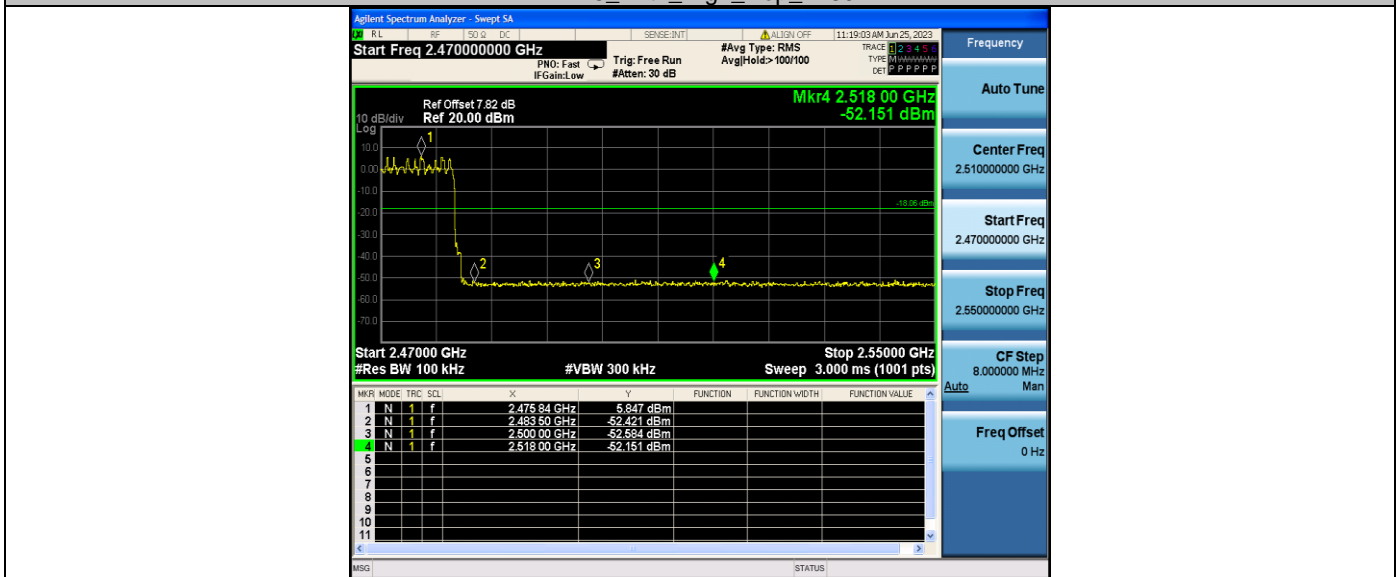 Agilent Spectrum Analyzer - Swept SA
RL RF 50 Ω DC SENSE:INT ALIGN OFF 11:19:03 AM Jun 25, 2023
Start Freq 2.470000000 GHz
PNO: Fast
IFGain:Low
Trig: Free Run
#Atten: 30 dB
#Avg Type: RMS
Avg|Hold:>100/100
TRACE 1 2 3 4 5 6
TYPE M
DET P P P P P P
Mkr4 2.518 00 GHz
-52.151 dBm
Ref Offset 7.82 dB
10 dB/div Ref 20.00 dBm
Log
10.0
0.00
-10.0
-20.0
-30.0
-40.0
-50.0
-60.0
-70.0
-18.06 dBm
1
2
3
4
Start 2.47000 GHz Stop 2.55000 GHz
#Res BW 100 kHz #VBW 300 kHz Sweep 3.000 ms (1001 pts)
MKR MODE TRC SCL X Y FUNCTION FUNCTION WIDTH FUNCTION VALUE
1 N 1 f 2.475 84 GHz 5.847 dBm
2 N 1 f 2.483 50 GHz -52.421 dBm
3 N 1 f 2.500 00 GHz -52.584 dBm
4 N 1 f 2.518 00 GHz -52.151 dBm
5
6
7
8
9
10
11
MSG STATUS
Frequency
Auto Tune
Center Freq
2.510000000 GHz
Start Freq
2.470000000 GHz
Stop Freq
2.550000000 GHz
CF Step
8.000000 MHz
Auto Man
Freq Offset
0 Hz